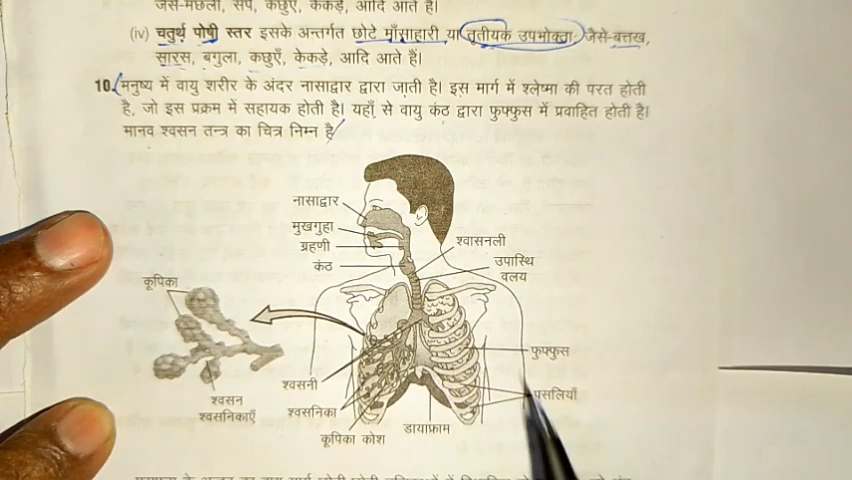 जैसे-मछली, सर्प, कछुए, केकड़े, आदि आते हैं।
(iv) चतुर्थ पोषी स्तर इसके अन्तर्गत छोटे माँसाहारी या तृतीयक उपभोक्ता जैसे-बत्तख,
सारस, बगुला, कछुएँ, केकड़े, आदि आते हैं।
10. मनुष्य में वायु शरीर के अंदर नासाद्वार द्वारा जाती है। इस मार्ग में श्लेष्मा की परत होती
है, जो इस प्रक्रम में सहायक होती है। यहाँ से वायु कंठ द्वारा फुफ्फुस में प्रवाहित होती है।
मानव श्वसन तन्त्र का चित्र निम्न है
नासाद्वार
मुखगुहा
ग्रहणी
कंठ
श्वासनली
उपास्थि
वलय
कूपिका
फुफ्फुस
श्वसनी
पसलियाँ
श्वसन
श्वसनिकाएँ
श्वसनिका
डायाफ्राम
कूपिका कोश